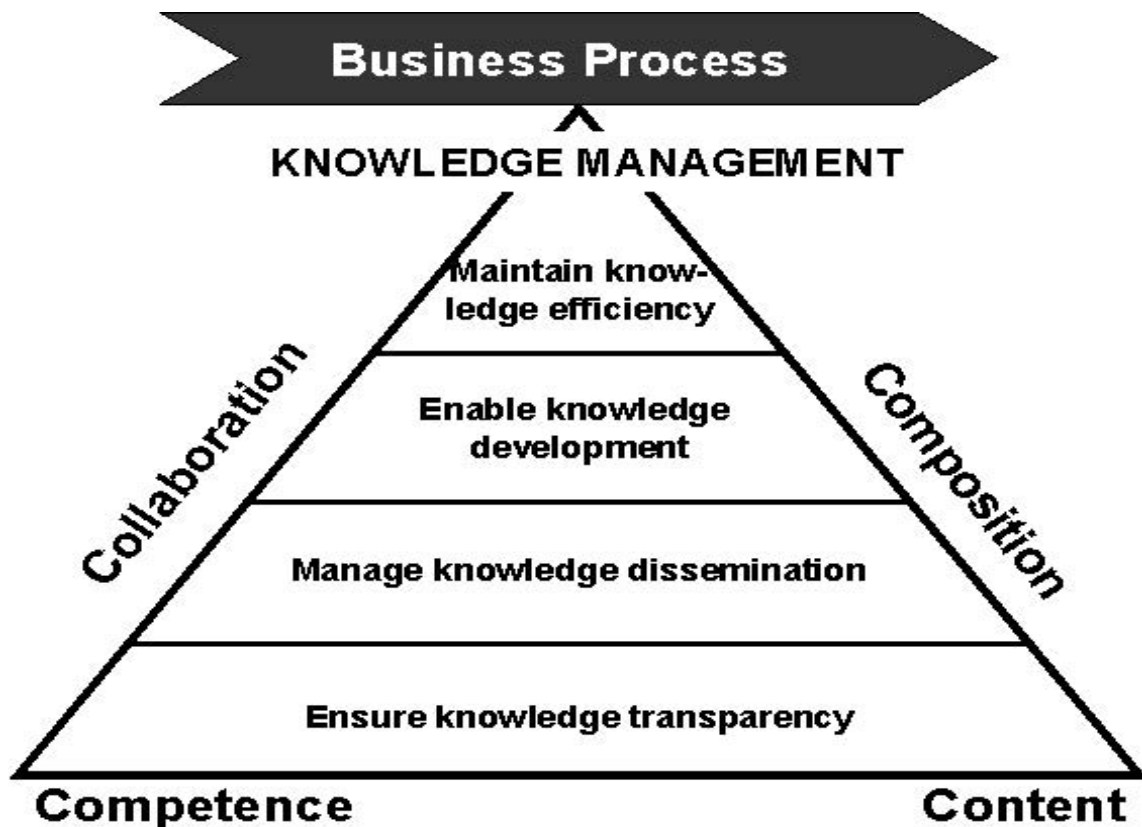 Business Process
KNOWLEDGE MANAGEMENT
Maintain know-
ledge efficiency
Enable knowledge
development
Collaboration
Composition
Manage knowledge dissemination
Ensure knowledge transparency
Competence
Content